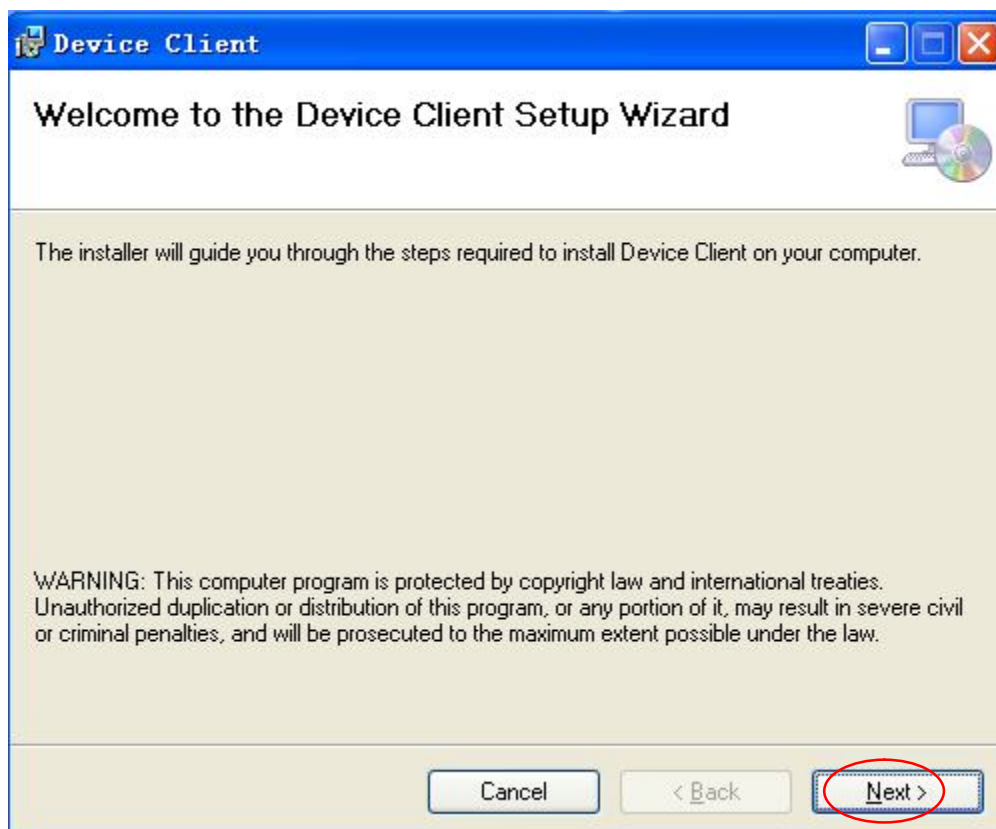 Device Client
Welcome to the Device Client Setup Wizard
The installer will guide you through the steps required to install Device Client on your computer.
WARNING: This computer program is protected by copyright law and international treaties.
Unauthorized duplication or distribution of this program, or any portion of it, may result in severe civil
or criminal penalties, and will be prosecuted to the maximum extent possible under the law.
Cancel < Back Next >